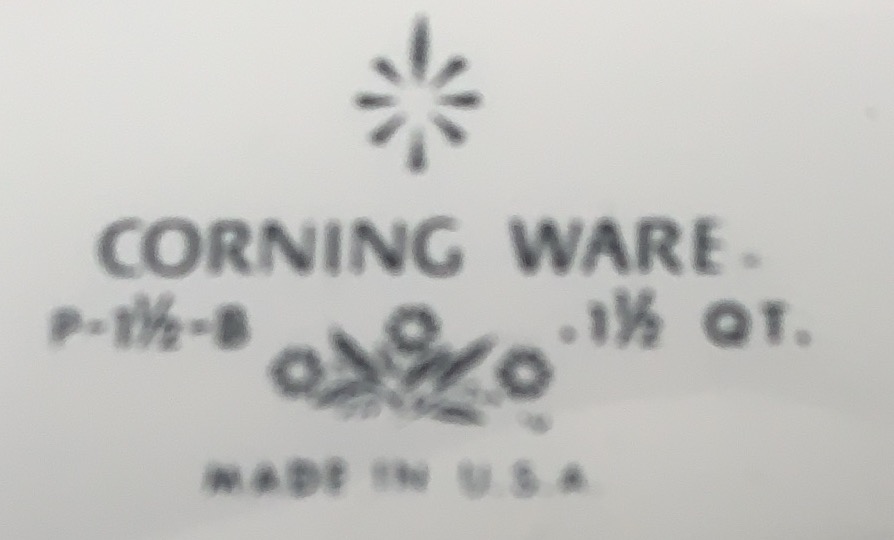 CORNING WARE
P-1½-B 1½ QT.
MADE IN U.S.A.